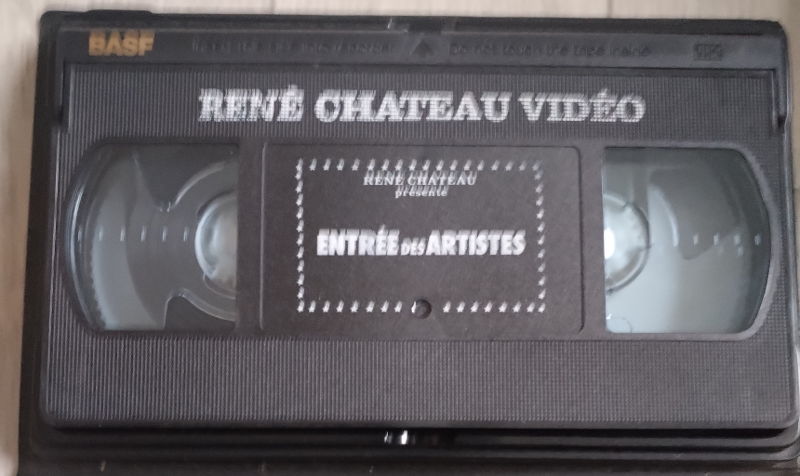 BASF
RENÉ CHATEAU VIDÉO
RENÉ CHATEAU
présente
ENTRÉE DES ARTISTES